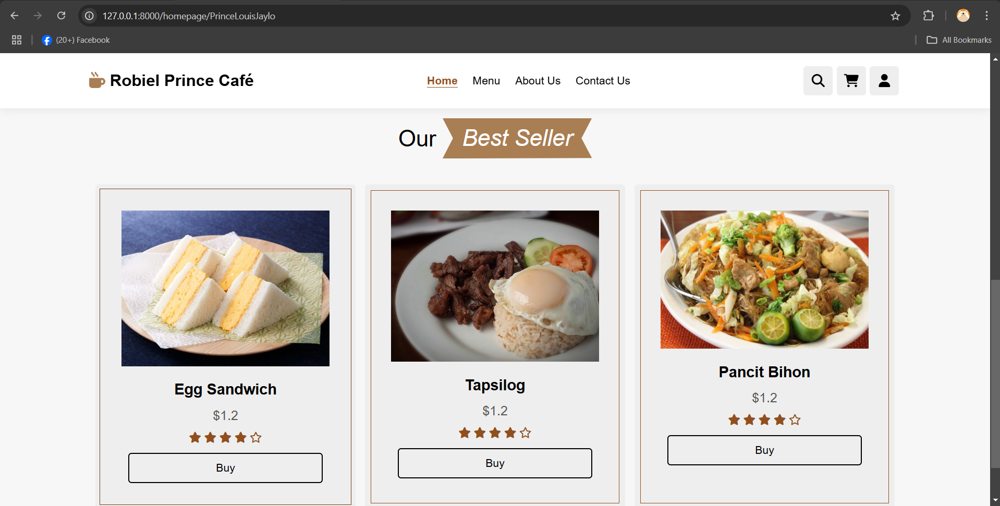 127.0.0.1:8000/homepage/PrinceLouisJaylo
(20+) Facebook
All Bookmarks
Robiel Prince Café
Home
Menu
About Us
Contact Us
Our Best Seller
Egg Sandwich
$1.2
Buy
Tapsilog
$1.2
Buy
Pancit Bihon
$1.2
Buy